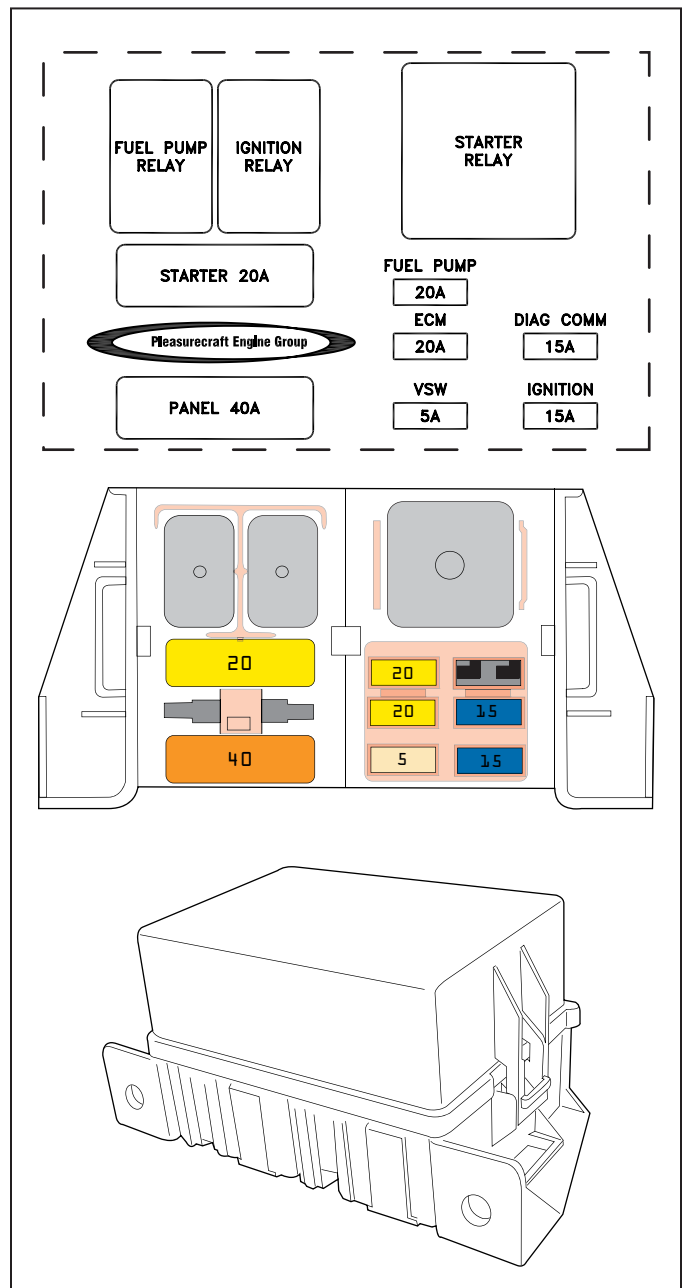 FUEL PUMP
RELAY
IGNITION
RELAY
STARTER
RELAY
STARTER 20A
FUEL PUMP
20A
ECM
20A
DIAG COMM
15A
Pleasurecraft Engine Group
PANEL 40A
VSW
5A
IGNITION
15A
20
20
20
15
40
5
15